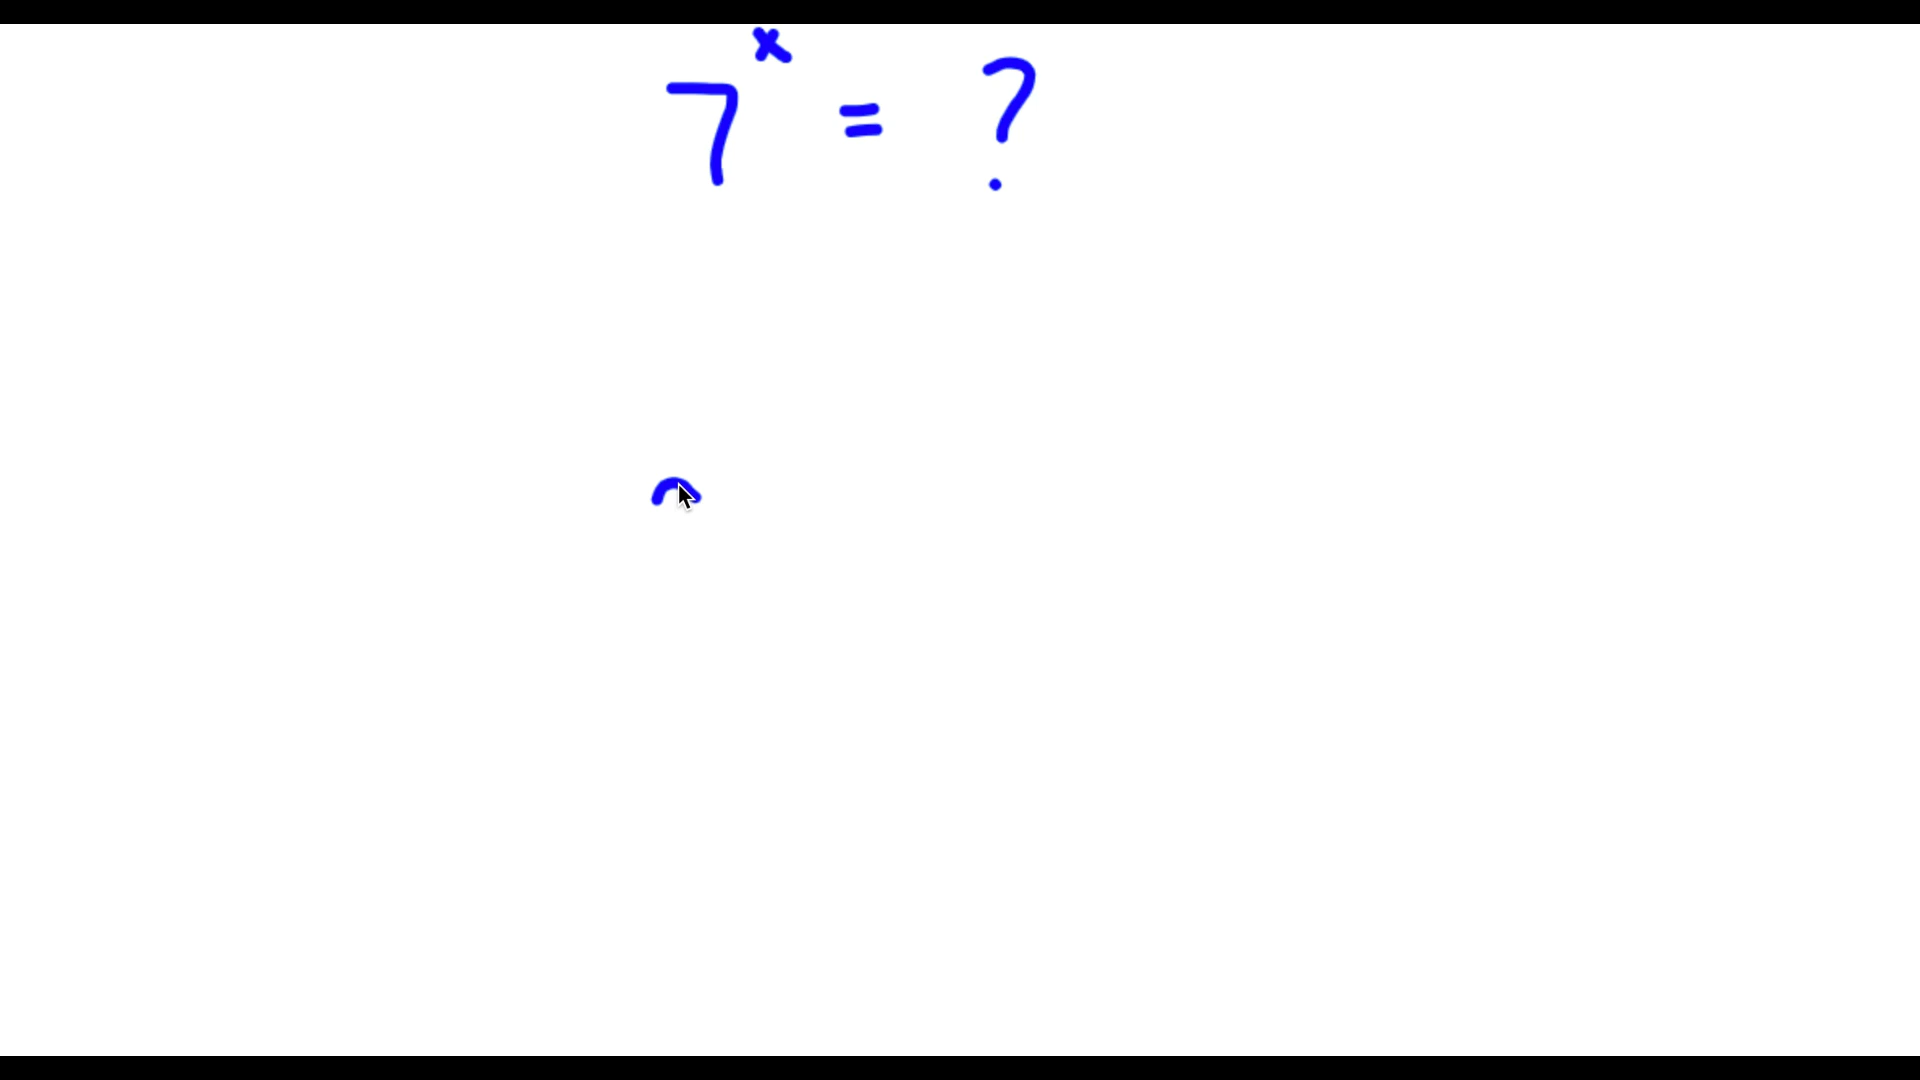 7^x = ?